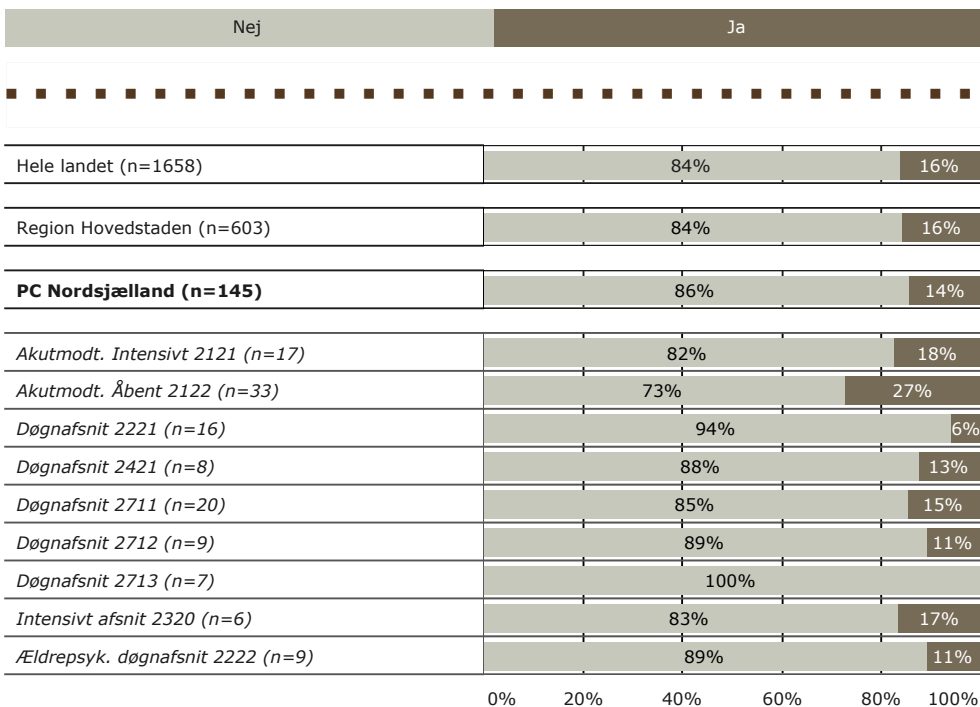 Nej Ja
Hele landet (n=1658) 84% 16%
Region Hovedstaden (n=603) 84% 16%
PC Nordsjælland (n=145) 86% 14%
Akutmodt. Intensivt 2121 (n=17) 82% 18%
Akutmodt. Åbent 2122 (n=33) 73% 27%
Døgnafsnit 2221 (n=16) 94% 6%
Døgnafsnit 2421 (n=8) 88% 13%
Døgnafsnit 2711 (n=20) 85% 15%
Døgnafsnit 2712 (n=9) 89% 11%
Døgnafsnit 2713 (n=7) 100%
Intensivt afsnit 2320 (n=6) 83% 17%
Ældrepsyk. døgnafsnit 2222 (n=9) 89% 11%
0% 20% 40% 60% 80% 100%